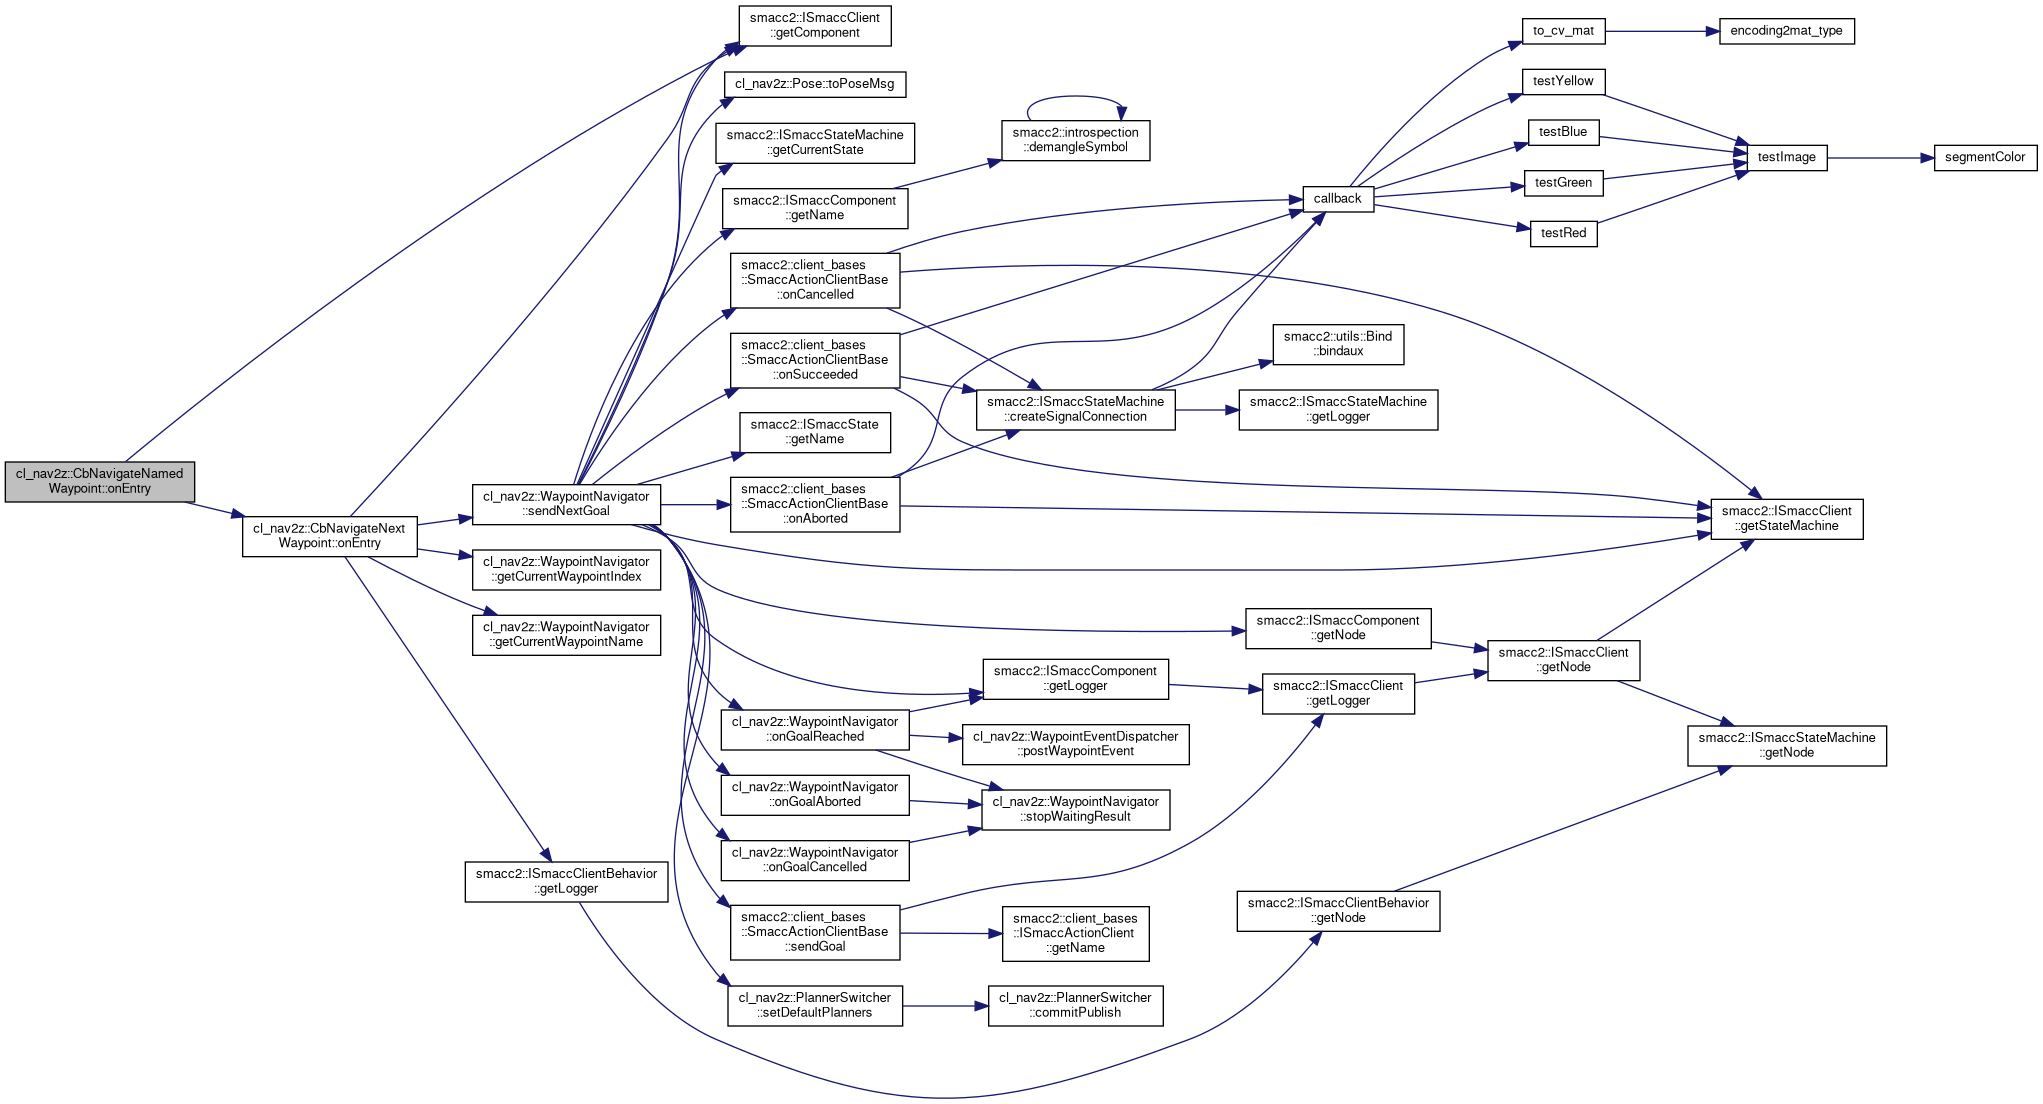 cl_nav2z::CbNavigateNamed
Waypoint::onEntry
cl_nav2z::CbNavigateNext
Waypoint::onEntry
cl_nav2z::WaypointNavigator
::sendNextGoal
cl_nav2z::WaypointNavigator
::getCurrentWaypointIndex
cl_nav2z::WaypointNavigator
::getCurrentWaypointName
smacc2::ISmaccClientBehavior
::getLogger
smacc2::ISmaccClient
::getComponent
cl_nav2z::Pose::toPoseMsg
smacc2::ISmaccStateMachine
::getCurrentState
smacc2::ISmaccComponent
::getName
smacc2::client_bases
::SmaccActionClientBase
::onCancelled
smacc2::client_bases
::SmaccActionClientBase
::onSucceeded
smacc2::ISmaccState
::getName
smacc2::client_bases
::SmaccActionClientBase
::onAborted
cl_nav2z::WaypointNavigator
::onGoalReached
cl_nav2z::WaypointNavigator
::onGoalAborted
cl_nav2z::WaypointNavigator
::onGoalCancelled
smacc2::client_bases
::SmaccActionClientBase
::sendGoal
cl_nav2z::PlannerSwitcher
::setDefaultPlanners
smacc2::introspection
::demangleSymbol
smacc2::ISmaccStateMachine
::createSignalConnection
smacc2::ISmaccComponent
::getLogger
cl_nav2z::WaypointEventDispatcher
::postWaypointEvent
cl_nav2z::WaypointNavigator
::stopWaitingResult
smacc2::client_bases
::ISmaccActionClient
::getName
cl_nav2z::PlannerSwitcher
::commitPublish
callback
smacc2::utils::Bind
::bindaux
smacc2::ISmaccStateMachine
::getLogger
smacc2::ISmaccComponent
::getNode
smacc2::ISmaccClient
::getLogger
smacc2::ISmaccClientBehavior
::getNode
to_cv_mat
testYellow
testBlue
testGreen
testRed
smacc2::ISmaccClient
::getNode
encoding2mat_type
testImage
smacc2::ISmaccClient
::getStateMachine
smacc2::ISmaccStateMachine
::getNode
segmentColor